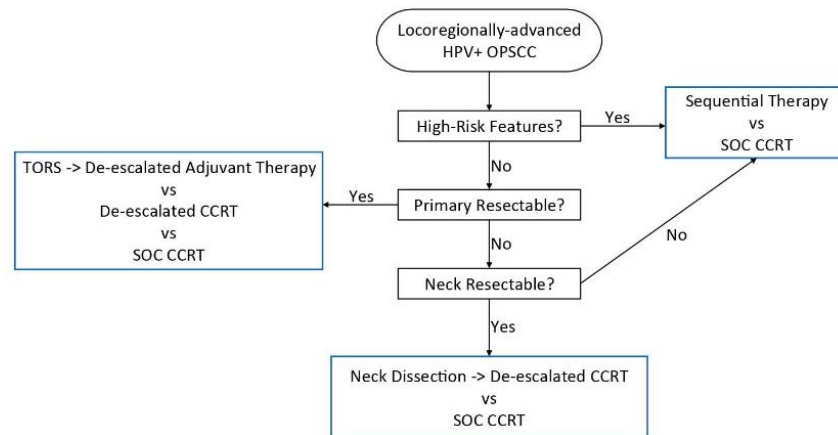 Locoregionally-advanced
HPV+ OPSCC
High-Risk Features?
Yes
Sequential Therapy
vs
SOC CCRT
No
TORS -> De-escalated Adjuvant Therapy
vs
De-escalated CCRT
vs
SOC CCRT
Yes
Primary Resectable?
No
No
Neck Resectable?
Yes
Neck Dissection -> De-escalated CCRT
vs
SOC CCRT